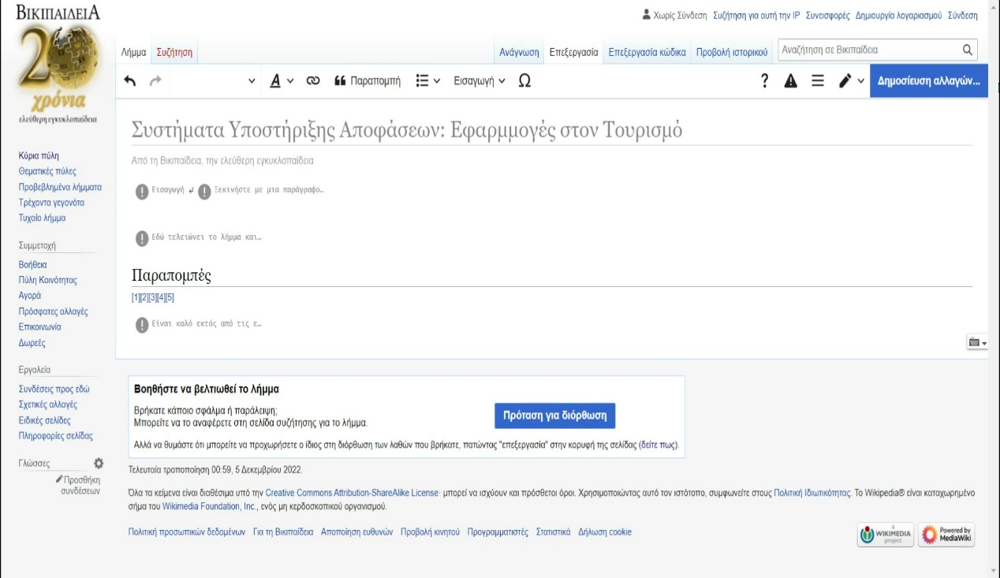 ΒΙΚΙΠΑΙΔΕΙΑ
20
χρόνια
ελεύθερη εγκυκλοπαίδεια
Χωρίς Σύνδεση Συζήτηση για αυτή την IP Συνεισφορές Δημιουργία λογαριασμού Σύνδεση
Λήμμα Συζήτηση Ανάγνωση Επεξεργασία Επεξεργασία κώδικα Προβολή ιστορικού Αναζήτηση σε Βικιπαίδεια
A Παραπομπή Εισαγωγή Ω ? Δημοσίευση αλλαγών...
Συστήματα Υποστήριξης Αποφάσεων: Εφαρμμογές στον Τουρισμό
Από τη Βικιπαίδεια, την ελεύθερη εγκυκλοπαίδεια
Εισαγωγή ↲ Ξεκινήστε με μια παράγραφο…
Εδώ τελειώνει το λήμμα και…
Παραπομπές
[1][2][3][4][5]
Είναι καλό εκτός από τις ε…
Κύρια πύλη
Θεματικές πύλες
Προβεβλημένα λήμματα
Τρέχοντα γεγονότα
Τυχαίο λήμμα
Συμμετοχή
Βοήθεια
Πύλη Κοινότητας
Αγορά
Πρόσφατες αλλαγές
Επικοινωνία
Δωρεές
Εργαλεία
Συνδέσεις προς εδώ
Σχετικές αλλαγές
Ειδικές σελίδες
Πληροφορίες σελίδας
Γλώσσες
Προσθήκη
συνδέσεων
Βοηθήστε να βελτιωθεί το λήμμα
Βρήκατε κάποιο σφάλμα ή παράλειψη;
Μπορείτε να το αναφέρετε στη σελίδα συζήτησης για το λήμμα.
Πρόταση για διόρθωση
Αλλά να θυμάστε ότι μπορείτε να προχωρήσετε ο ίδιος στη διόρθωση των λαθών που βρήκατε, πατώντας "επεξεργασία" στην κορυφή της σελίδας (δείτε πως).
Τελευταία τροποποίηση 00:59, 5 Δεκεμβρίου 2022.
Όλα τα κείμενα είναι διαθέσιμα υπό την Creative Commons Attribution-ShareAlike License· μπορεί να ισχύουν και πρόσθετοι όροι. Χρησιμοποιώντας αυτό τον ιστότοπο, συμφωνείτε στους Πολιτική Ιδιωτικότητας. Το Wikipedia® είναι καταχωρημένο
σήμα του Wikimedia Foundation, Inc., ενός μη κερδοσκοπικού οργανισμού.
Πολιτική προσωπικών δεδομένων Για τη Βικιπαίδεια Αποποίηση ευθυνών Προβολή κινητού Προγραμματιστές Στατιστικά Δήλωση cookie
WIKIMEDIA
project
Powered by
MediaWiki